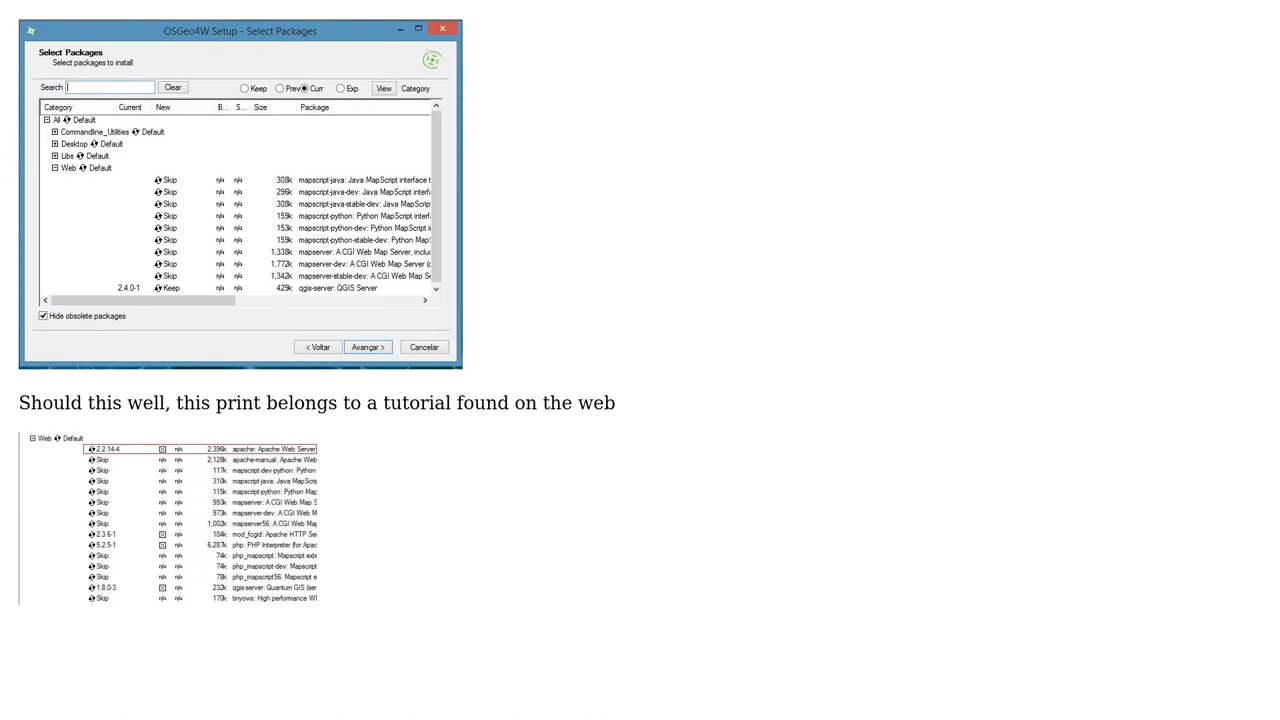 OSGeo4W Setup - Select Packages
Select Packages
Select packages to install
Search Clear Keep Prev Curr Exp View Category
Category Current New B... S... Size Package
All Default
Commandline_Utilities Default
Desktop Default
Libs Default
Web Default
Skip n/a n/a 308k mapscript-java: Java MapScript interface t
Skip n/a n/a 296k mapscript-java-dev: Java MapScript interfa
Skip n/a n/a 308k mapscript-java-stable-dev: Java MapScrip
Skip n/a n/a 159k mapscript-python: Python MapScript interf
Skip n/a n/a 153k mapscript-python-dev: Python MapScript i
Skip n/a n/a 159k mapscript-python-stable-dev: Python MapS
Skip n/a n/a 1,338k mapserver: A CGI Web Map Server, inclu
Skip n/a n/a 1,772k mapserver-dev: A CGI Web Map Server (
Skip n/a n/a 1,342k mapserver-stable-dev: A CGI Web Map Se
2.4.0-1 Keep n/a n/a 429k qgis-server: QGIS Server
Hide obsolete packages
< Voltar Avançar > Cancelar
Should this well, this print belongs to a tutorial found on the web
Web Default
2.2.14-4 n/a 2,396k apache: Apache Web Server
Skip n/a n/a 2,128k apache-manual: Apache Web
Skip n/a n/a 117k mapscript-dev-python: Python
Skip n/a n/a 310k mapscript-java: Java MapScrip
Skip n/a n/a 115k mapscript-python: Python Map
Skip n/a n/a 993k mapserver: A CGI Web Map S
Skip n/a n/a 973k mapserver-dev: A CGI Web Ma
Skip n/a n/a 1,002k mapserver56: A CGI Web Map
2.3.6-1 n/a 104k mod_fcgid: Apache HTTP Se
5.2.5-1 n/a 6,287k php: PHP Interpreter (for Apac
Skip n/a n/a 74k php_mapscript: Mapscript exte
Skip n/a n/a 74k php_mapscript-dev: Mapscript
Skip n/a n/a 78k php_mapscript56: Mapscript e
1.8.0-3 n/a 232k qgis-server: Quantum GIS (ser
Skip n/a n/a 170k tinyows: High performance WF